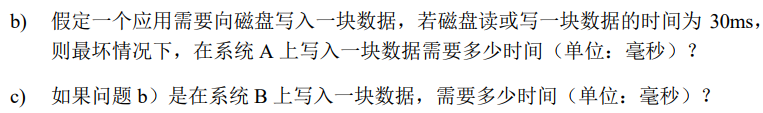 b) 假定一个应用需要向磁盘写入一块数据，若磁盘读或写一块数据的时间为 30ms，
则最坏情况下，在系统 A 上写入一块数据需要多少时间（单位：毫秒）？
c) 如果问题 b）是在系统 B 上写入一块数据，需要多少时间（单位：毫秒）？